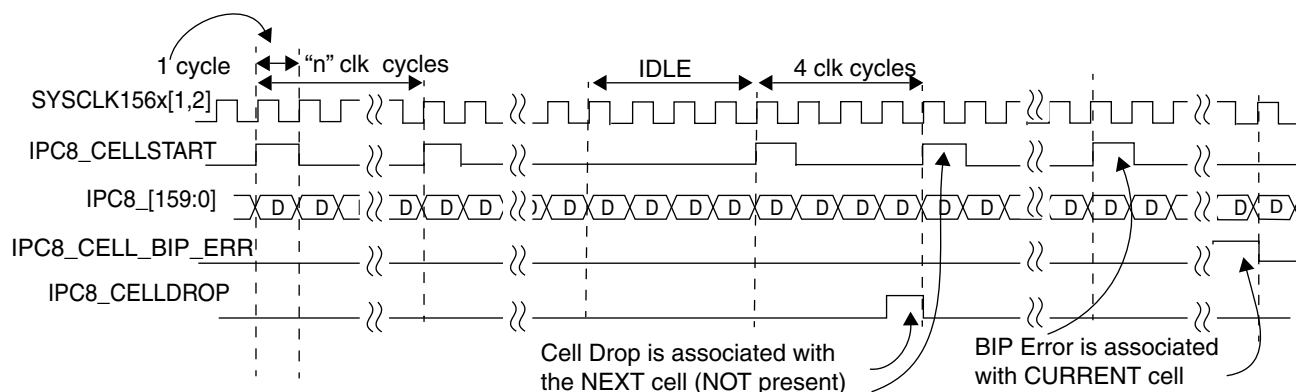 1 cycle
“n” clk cycles
IDLE
4 clk cycles
SYSCLK156x[1,2]
IPC8_CELLSTART
IPC8_[159:0]
D D D D D D D D D D D D D D D D D D D D D D
IPC8_CELL_BIP_ERR
IPC8_CELLDROP
Cell Drop is associated with
the NEXT cell (NOT present)
BIP Error is associated
with CURRENT cell